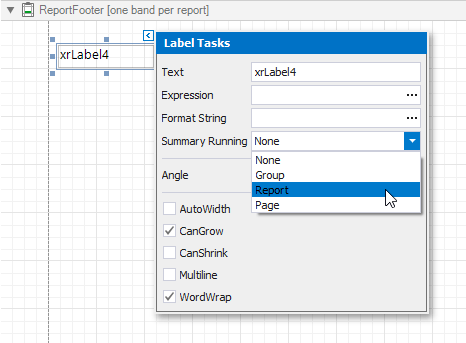 ReportFooter [one band per report]
xrLabel4
Label Tasks
Text xrLabel4
Expression ...
Format String ...
Summary Running None
None
Group
Angle
Report
Page
AutoWidth
CanGrow
CanShrink
Multiline
WordWrap